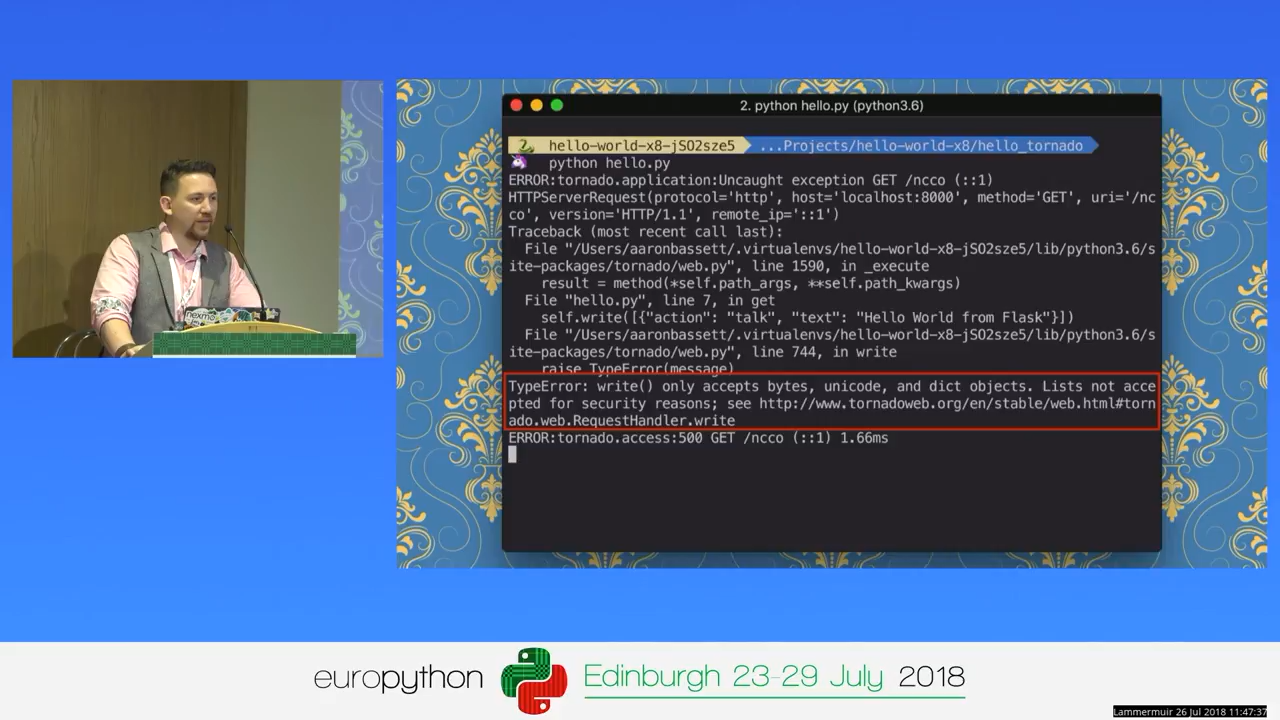 2. python hello.py (python3.6)
hello-world-x8-jSO2sze5 ...Projects/hello-world-x8/hello_tornado
python hello.py
ERROR:tornado.application:Uncaught exception GET /ncco (::1)
HTTPServerRequest(protocol='http', host='localhost:8000', method='GET', uri='/nc
co', version='HTTP/1.1', remote_ip='::1')
Traceback (most recent call last):
File "/Users/aaronbassett/.virtualenvs/hello-world-x8-jSO2sze5/lib/python3.6/s
ite-packages/tornado/web.py", line 1590, in _execute
result = method(*self.path_args, **self.path_kwargs)
File "hello.py", line 7, in get
self.write([{"action": "talk", "text": "Hello World from Flask"}])
File "/Users/aaronbassett/.virtualenvs/hello-world-x8-jSO2sze5/lib/python3.6/s
ite-packages/tornado/web.py", line 744, in write
raise TypeError(message)
TypeError: write() only accepts bytes, unicode, and dict objects. Lists not acce
pted for security reasons; see http://www.tornadoweb.org/en/stable/web.html#torn
ado.web.RequestHandler.write
ERROR:tornado.access:500 GET /ncco (::1) 1.66ms
nexmo
europython
Edinburgh 23-29 July 2018
Lammermuir 26 Jul 2018 11:47:37